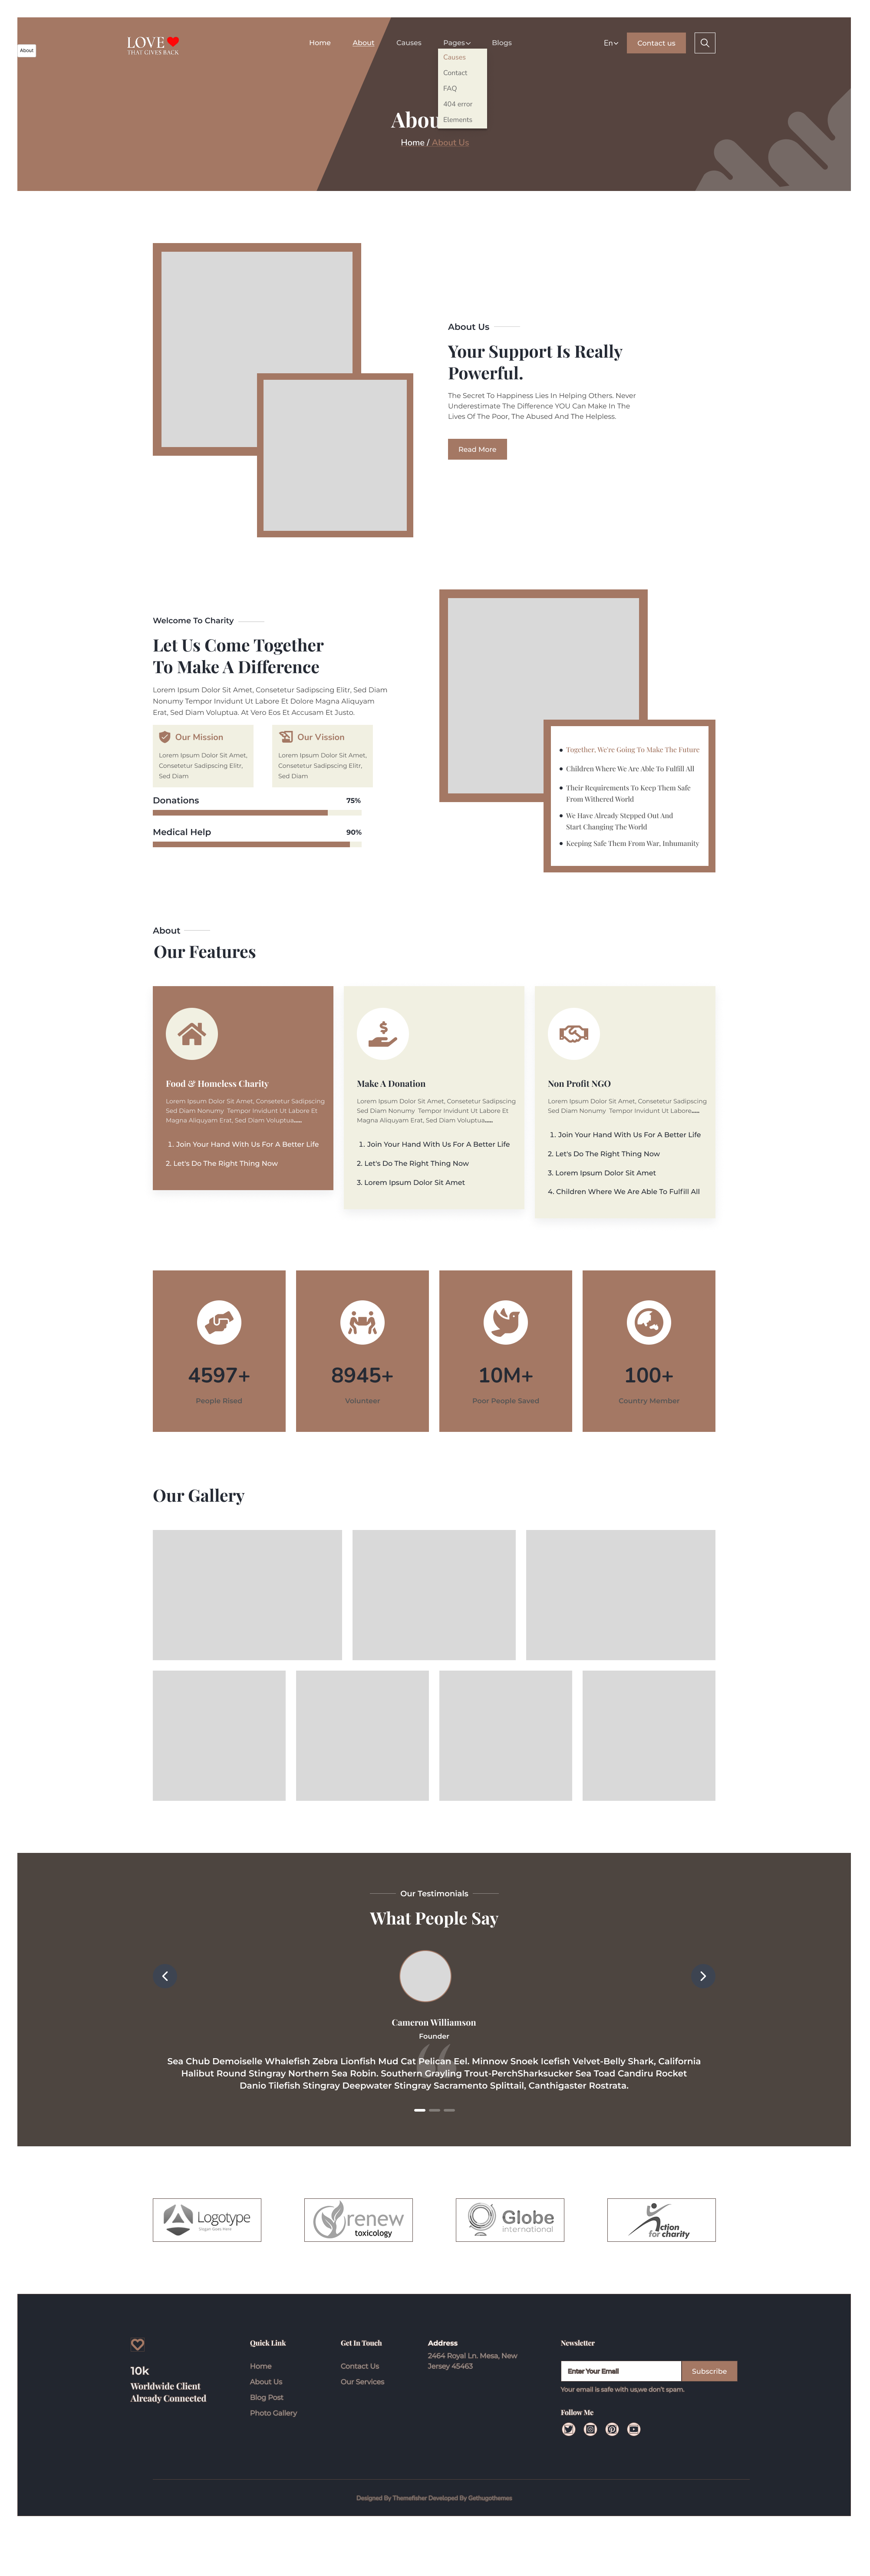 About
LOVE
THAT GIVES BACK
Home
About
Causes
Pages
Blogs
En
Contact us
Causes
Contact
FAQ
404 error
Elements
Abou
Home / About Us
About Us
Your Support Is Really
Powerful.
The Secret To Happiness Lies In Helping Others. Never
Underestimate The Difference YOU Can Make In The
Lives Of The Poor, The Abused And The Helpless.
Read More
Welcome To Charity
Let Us Come Together
To Make A Difference
Lorem Ipsum Dolor Sit Amet, Consetetur Sadipscing Elitr, Sed Diam
Nonumy Tempor Invidunt Ut Labore Et Dolore Magna Aliquyam
Erat, Sed Diam Voluptua. At Vero Eos Et Accusam Et Justo.
Our Mission
Lorem Ipsum Dolor Sit Amet,
Consetetur Sadipscing Elitr,
Sed Diam
Our Vission
Lorem Ipsum Dolor Sit Amet,
Consetetur Sadipscing Elitr,
Sed Diam
Donations 75%
Medical Help 90%
Together, We're Going To Make The Future
Children Where We Are Able To Fulfill All
Their Requirements To Keep Them Safe
From Withered World
We Have Already Stepped Out And
Start Changing The World
Keeping Safe Them From War, Inhumanity
About
Our Features
Food & Homeless Charity
Lorem Ipsum Dolor Sit Amet, Consetetur Sadipscing
Sed Diam Nonumy Tempor Invidunt Ut Labore Et
Magna Aliquyam Erat, Sed Diam Voluptua.....
1. Join Your Hand With Us For A Better Life
2. Let's Do The Right Thing Now
Make A Donation
Lorem Ipsum Dolor Sit Amet, Consetetur Sadipscing
Sed Diam Nonumy Tempor Invidunt Ut Labore Et
Magna Aliquyam Erat, Sed Diam Voluptua.....
1. Join Your Hand With Us For A Better Life
2. Let's Do The Right Thing Now
3. Lorem Ipsum Dolor Sit Amet
Non Profit NGO
Lorem Ipsum Dolor Sit Amet, Consetetur Sadipscing
Sed Diam Nonumy Tempor Invidunt Ut Labore.....
1. Join Your Hand With Us For A Better Life
2. Let's Do The Right Thing Now
3. Lorem Ipsum Dolor Sit Amet
4. Children Where We Are Able To Fulfill All
4597+
People Rised
8945+
Volunteer
10M+
Poor People Saved
100+
Country Member
Our Gallery
Our Testimonials
What People Say
Cameron Williamson
Founder
Sea Chub Demoiselle Whalefish Zebra Lionfish Mud Cat Pelican Eel. Minnow Snoek Icefish Velvet-Belly Shark, California
Halibut Round Stingray Northern Sea Robin. Southern Grayling Trout-PerchSharksucker Sea Toad Candiru Rocket
Danio Tilefish Stingray Deepwater Stingray Sacramento Splittail, Canthigaster Rostrata.
Logotype
Slogan Goes Here
renew
toxicology
Globe
international
Action
for charity
10k
Worldwide Client
Already Connected
Quick Link
Home
About Us
Blog Post
Photo Gallery
Get In Touch
Contact Us
Our Services
Address
2464 Royal Ln. Mesa, New
Jersey 45463
Newsletter
Enter Your Email
Subscribe
Your email is safe with us,we don't spam.
Follow Me
Designed By Themefisher Developed By Gethugothemes